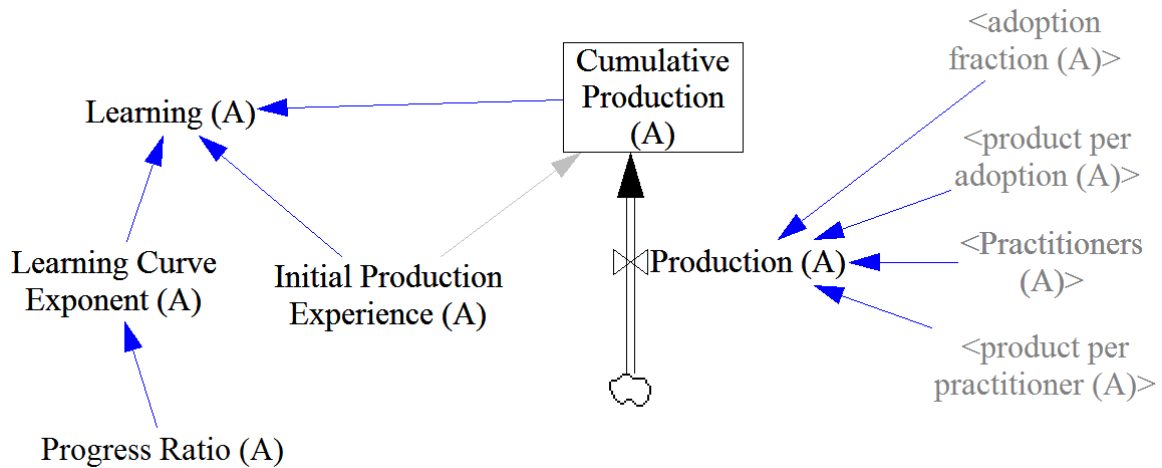 <adoption
fraction (A)>
Cumulative
Production
(A)
Learning (A)
<product per
adoption (A)>
<Practitioners
(A)>
Production (A)
Learning Curve
Exponent (A)
Initial Production
Experience (A)
<product per
practitioner (A)>
Progress Ratio (A)